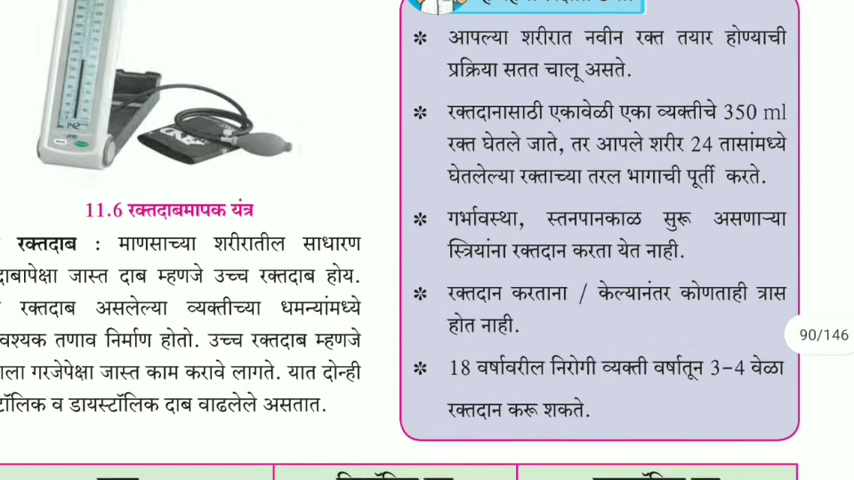 11.6 रक्तदाबमापक यंत्र
रक्तदाब : माणसाच्या शरीरातील साधारण
दाबापेक्षा जास्त दाब म्हणजे उच्च रक्तदाब होय.
रक्तदाब असलेल्या व्यक्तीच्या धमन्यांमध्ये
वश्यक तणाव निर्माण होतो. उच्च रक्तदाब म्हणजे
ला गरजेपेक्षा जास्त काम करावे लागते. यात दोन्ही
टॉलिक व डायस्टॉलिक दाब वाढलेले असतात.
✻ आपल्या शरीरात नवीन रक्त तयार होण्याची
प्रक्रिया सतत चालू असते.
✻ रक्तदानासाठी एकावेळी एका व्यक्तीचे 350 ml
रक्त घेतले जाते, तर आपले शरीर 24 तासांमध्ये
घेतलेल्या रक्ताच्या तरल भागाची पूर्ती करते.
✻ गर्भावस्था, स्तनपानकाळ सुरू असणाऱ्या
स्त्रियांना रक्तदान करता येत नाही.
✻ रक्तदान करताना / केल्यानंतर कोणताही त्रास
होत नाही.
✻ 18 वर्षावरील निरोगी व्यक्ती वर्षातून 3-4 वेळा
रक्तदान करू शकते.
90/146